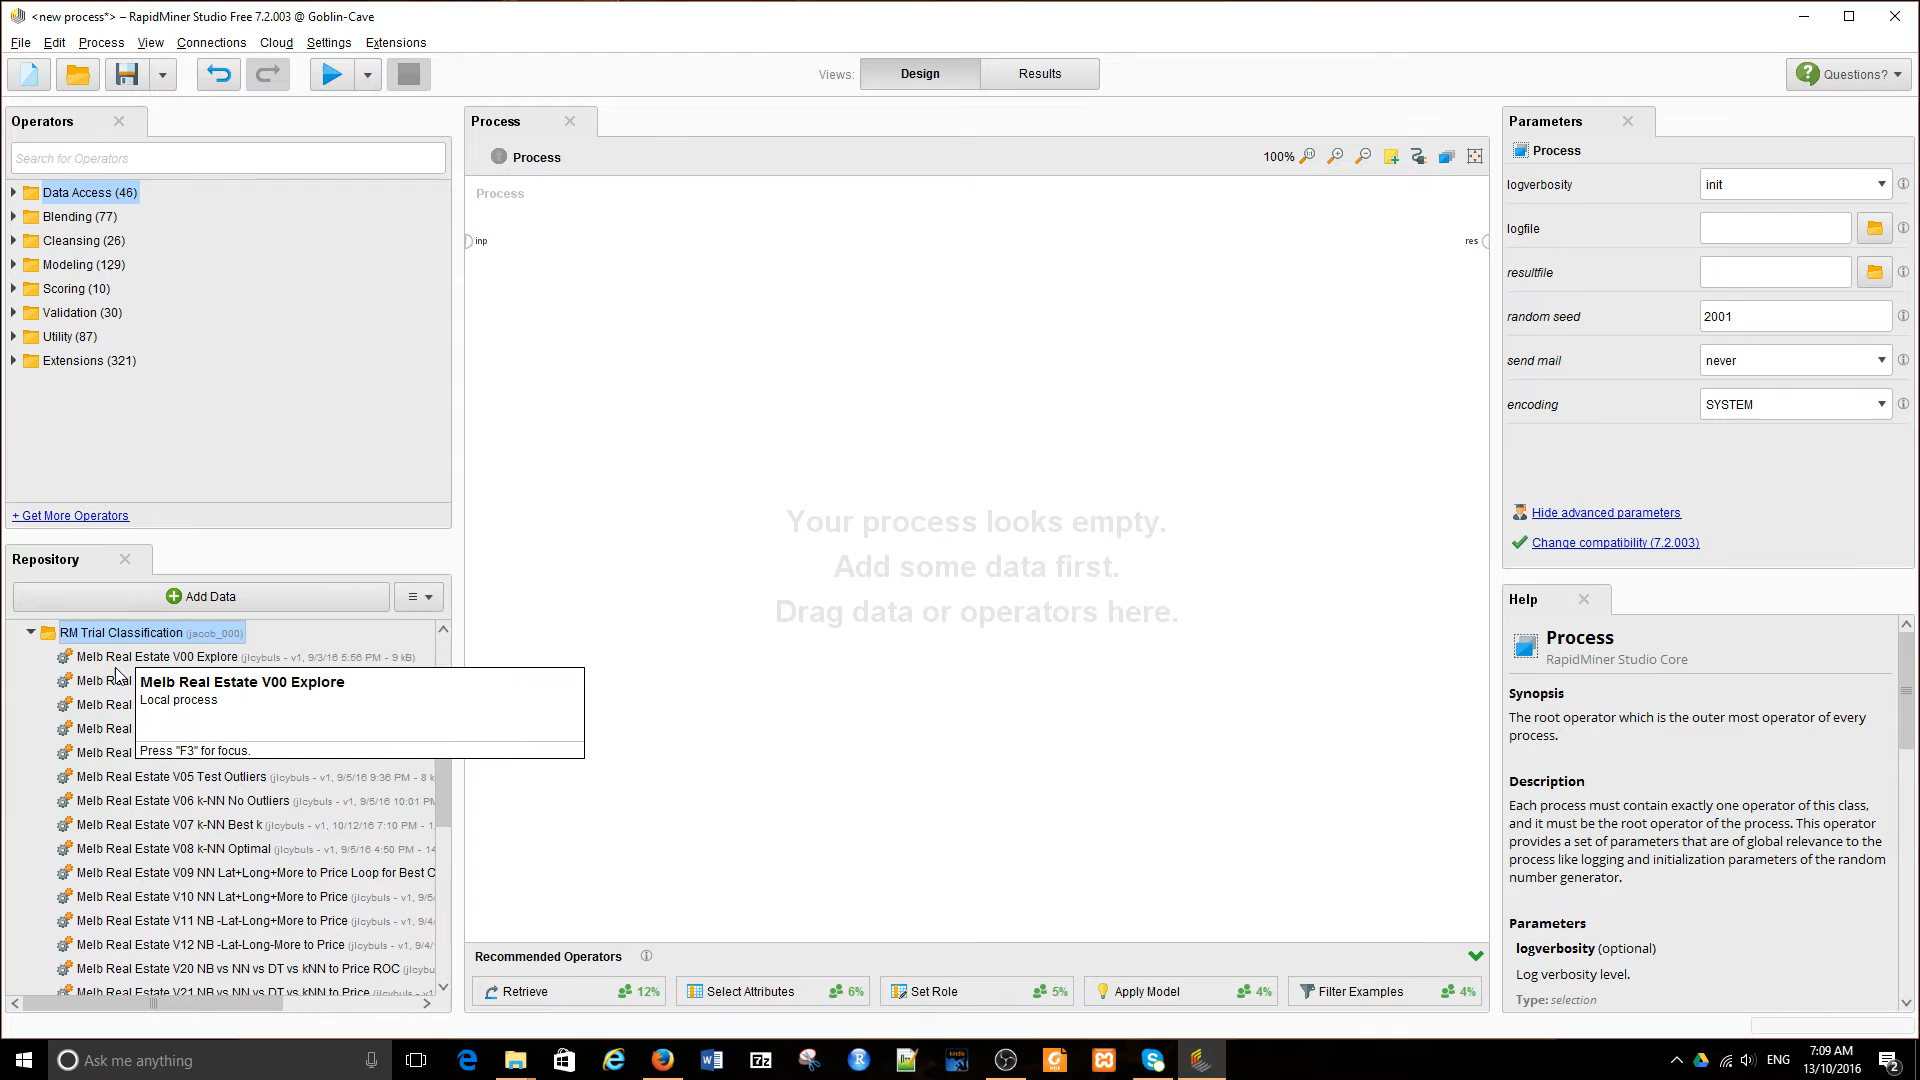 <new process*> – RapidMiner Studio Free 7.2.003 @ Goblin-Cave
File Edit Process View Connections Cloud Settings Extensions
Views: Design Results
Questions?
Operators
Search for Operators
Data Access (46)
Blending (77)
Cleansing (26)
Modeling (129)
Scoring (10)
Validation (30)
Utility (87)
Extensions (321)
+ Get More Operators
Repository
Add Data
RM Trial Classification (jacob_000)
Melb Real Estate V00 Explore (jlcybuls - v1, 9/3/16 5:56 PM - 9 kB)
Melb Real
Melb Real
Melb Real
Melb Real
Melb Real Estate V00 Explore
Local process
Press "F3" for focus.
Melb Real Estate V05 Test Outliers (jlcybuls - v1, 9/5/16 9:36 PM - 8 k
Melb Real Estate V06 k-NN No Outliers (jlcybuls - v1, 9/5/16 10:01 PM
Melb Real Estate V07 k-NN Best k (jlcybuls - v1, 10/12/16 7:10 PM - 1
Melb Real Estate V08 k-NN Optimal (jlcybuls - v1, 9/5/16 4:50 PM - 14
Melb Real Estate V09 NN Lat+Long+More to Price Loop for Best C
Melb Real Estate V10 NN Lat+Long+More to Price (jlcybuls - v1, 9/5/
Melb Real Estate V11 NB -Lat-Long+More to Price (jlcybuls - v1, 9/4/
Melb Real Estate V12 NB -Lat-Long-More to Price (jlcybuls - v1, 9/4/
Melb Real Estate V20 NB vs NN vs DT vs kNN to Price ROC (jlcybu
Melb Real Estate V21 NB vs NN vs DT vs kNN to Price (jlcybuls - v1
Process
Process
100%
Process
inp
res
Your process looks empty.
Add some data first.
Drag data or operators here.
Recommended Operators
Retrieve 12%
Select Attributes 6%
Set Role 5%
Apply Model 4%
Filter Examples 4%
Parameters
Process
logverbosity init
logfile
resultfile
random seed 2001
send mail never
encoding SYSTEM
Hide advanced parameters
Change compatibility (7.2.003)
Help
Process
RapidMiner Studio Core
Synopsis
The root operator which is the outer most operator of every
process.
Description
Each process must contain exactly one operator of this class,
and it must be the root operator of the process. This operator
provides a set of parameters that are of global relevance to the
process like logging and initialization parameters of the random
number generator.
Parameters
logverbosity (optional)
Log verbosity level.
Type: selection
Ask me anything
7z
R
kindle
ENG
7:09 AM
13/10/2016
2